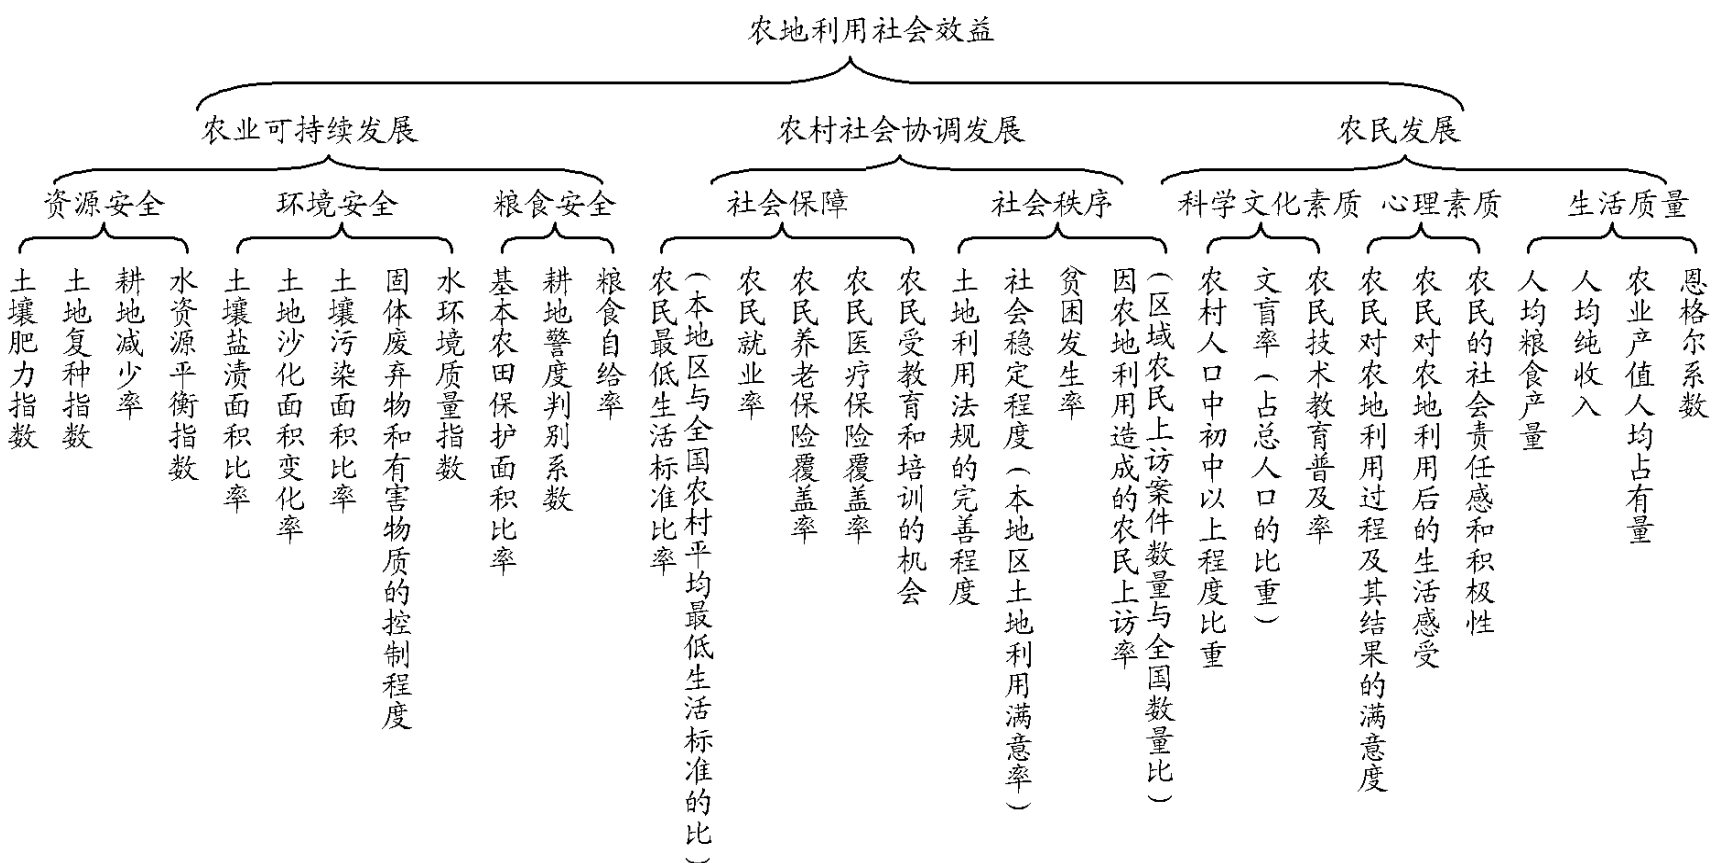 农地利用社会效益
农业可持续发展
农村社会协调发展
农民发展
资源安全
环境安全
粮食安全
社会保障
社会秩序
科学文化素质
心理素质
生活质量
土壤肥力指数
土地复种指数
耕地减少率
水资源平衡指数
土壤盐渍面积比率
土地沙化面积变化率
土壤污染面积比率
固体废弃物和有害物质的控制程度
水环境质量指数
基本农田保护面积比率
耕地警度判别系数
粮食自给率
农民最低生活标准比率
(本地区与全国农村平均最低生活标准的比)
农民就业率
农民养老保险覆盖率
农民医疗保险覆盖率
农民受教育和培训的机会
土地利用法规的完善程度
社会稳定程度(本地区土地利用满意率)
贫困发生率
因农地利用造成的农民上访率
(区域农民上访案件数量与全国数量比)
农村人口中初中以上程度比重
文盲率(占总人口的比重)
农民技术教育普及率
农民对农地利用过程及其结果的满意度
农民对农地利用后的生活感受
农民的社会责任感和积极性
人均粮食产量
人均纯收入
农业产值人均占有量
恩格尔系数